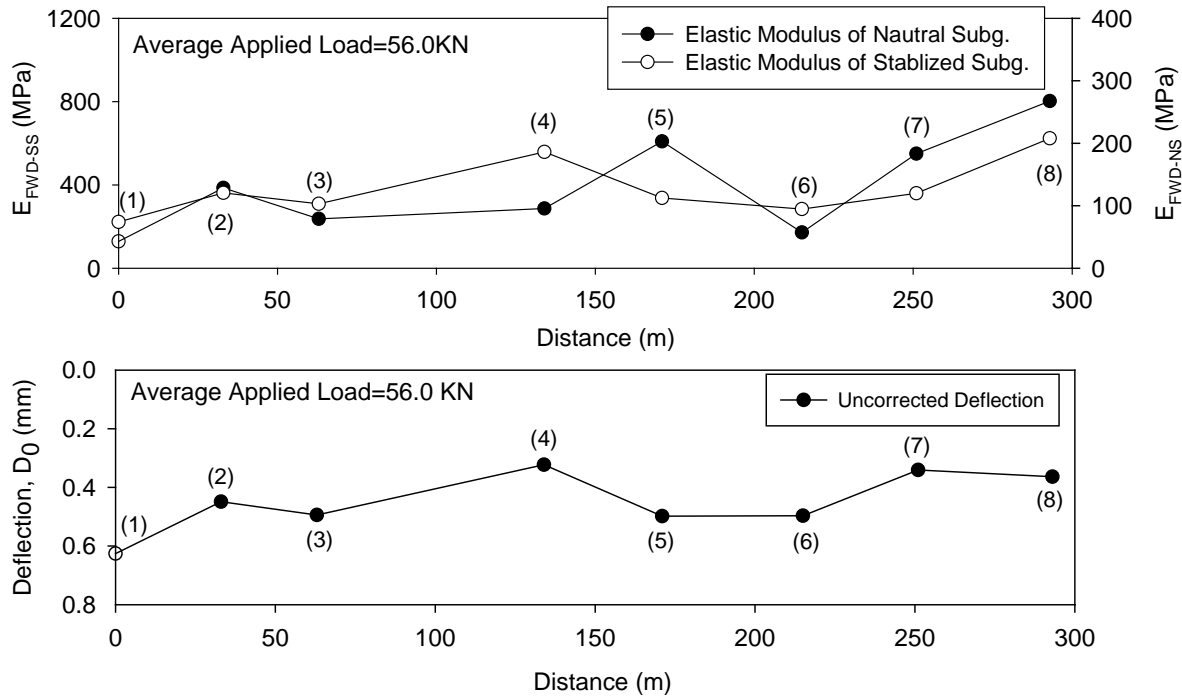 1200
800
400
0
E_FWD-SS (MPa)
Average Applied Load=56.0KN
Elastic Modulus of Nautral Subg.
Elastic Modulus of Stablized Subg.
400
300
200
100
0
E_FWD-NS (MPa)
(1)
(2)
(3)
(4)
(5)
(6)
(7)
(8)
0 50 100 150 200 250 300
Distance (m)
0.0
0.2
0.4
0.6
0.8
Deflection, D0 (mm)
Average Applied Load=56.0 KN
Uncorrected Deflection
(1)
(2)
(3)
(4)
(5)
(6)
(7)
(8)
0 50 100 150 200 250 300
Distance (m)